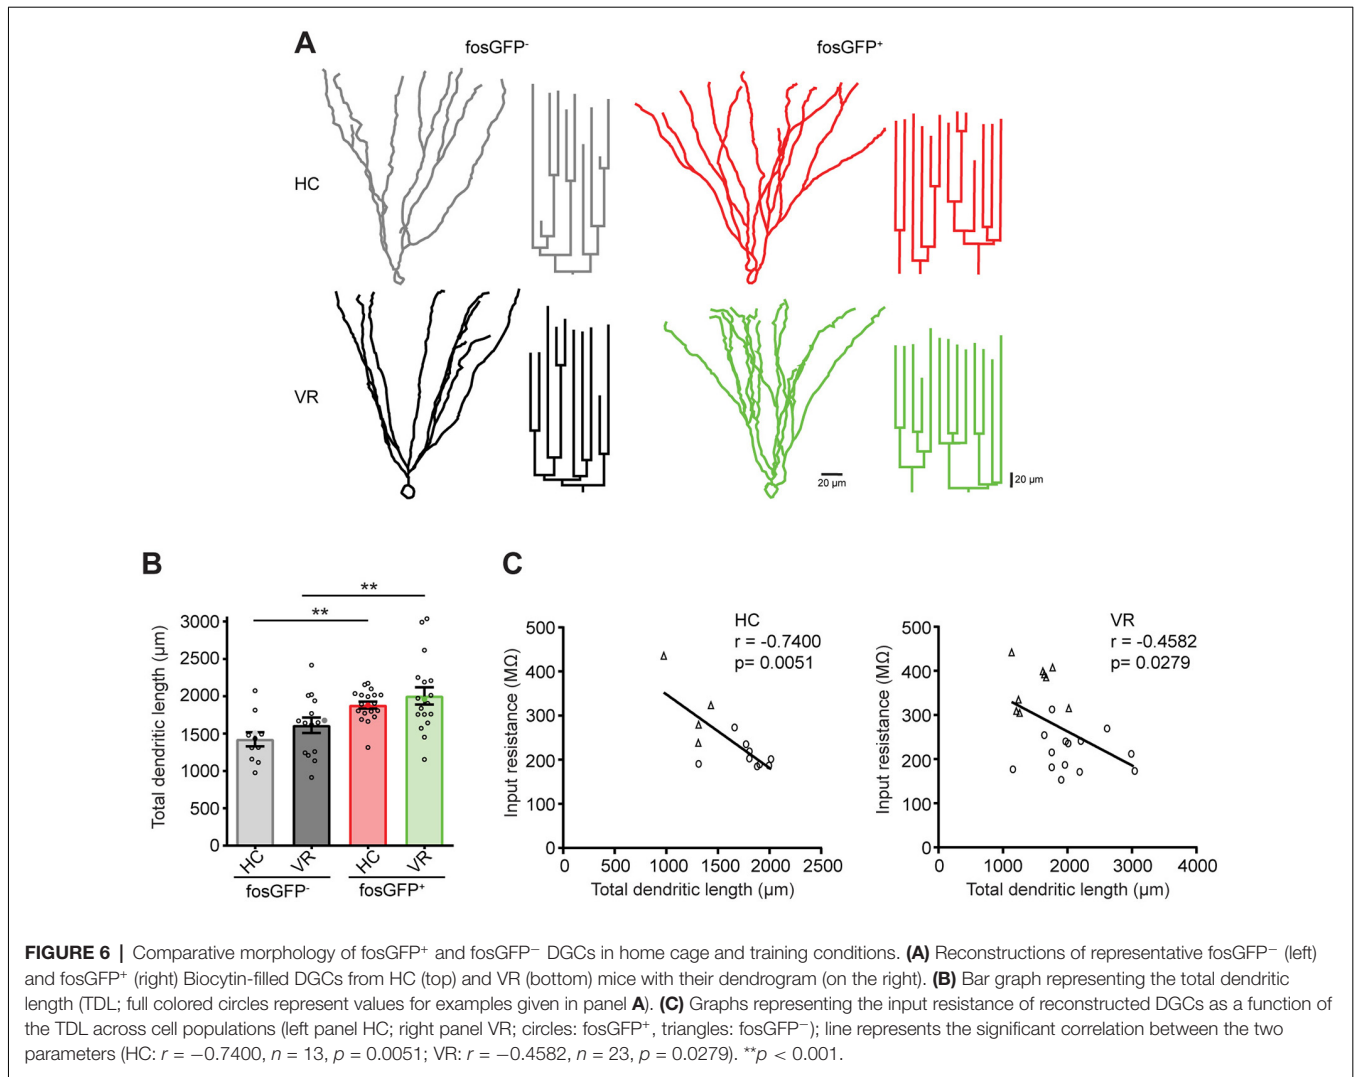 A
fosGFP-
fosGFP+
HC
VR
20 µm
20 µm
B
**
**
Total dendritic length (µm)
3000
2500
2000
1500
1000
500
0
HC
VR
HC
VR
fosGFP-
fosGFP+
C
HC
r = -0.7400
p= 0.0051
Input resistance (MΩ)
500
400
300
200
100
0
0
500
1000
1500
2000
2500
Total dendritic length (µm)
VR
r = -0.4582
p= 0.0279
Input resistance (MΩ)
500
400
300
200
100
0
0
1000
2000
3000
4000
Total dendritic length (µm)
FIGURE 6 | Comparative morphology of fosGFP+ and fosGFP− DGCs in home cage and training conditions. (A) Reconstructions of representative fosGFP− (left)
and fosGFP+ (right) Biocytin-filled DGCs from HC (top) and VR (bottom) mice with their dendrogram (on the right). (B) Bar graph representing the total dendritic
length (TDL; full colored circles represent values for examples given in panel A). (C) Graphs representing the input resistance of reconstructed DGCs as a function of
the TDL across cell populations (left panel HC; right panel VR; circles: fosGFP+, triangles: fosGFP−); line represents the significant correlation between the two
parameters (HC: r = −0.7400, n = 13, p = 0.0051; VR: r = −0.4582, n = 23, p = 0.0279). **p < 0.001.